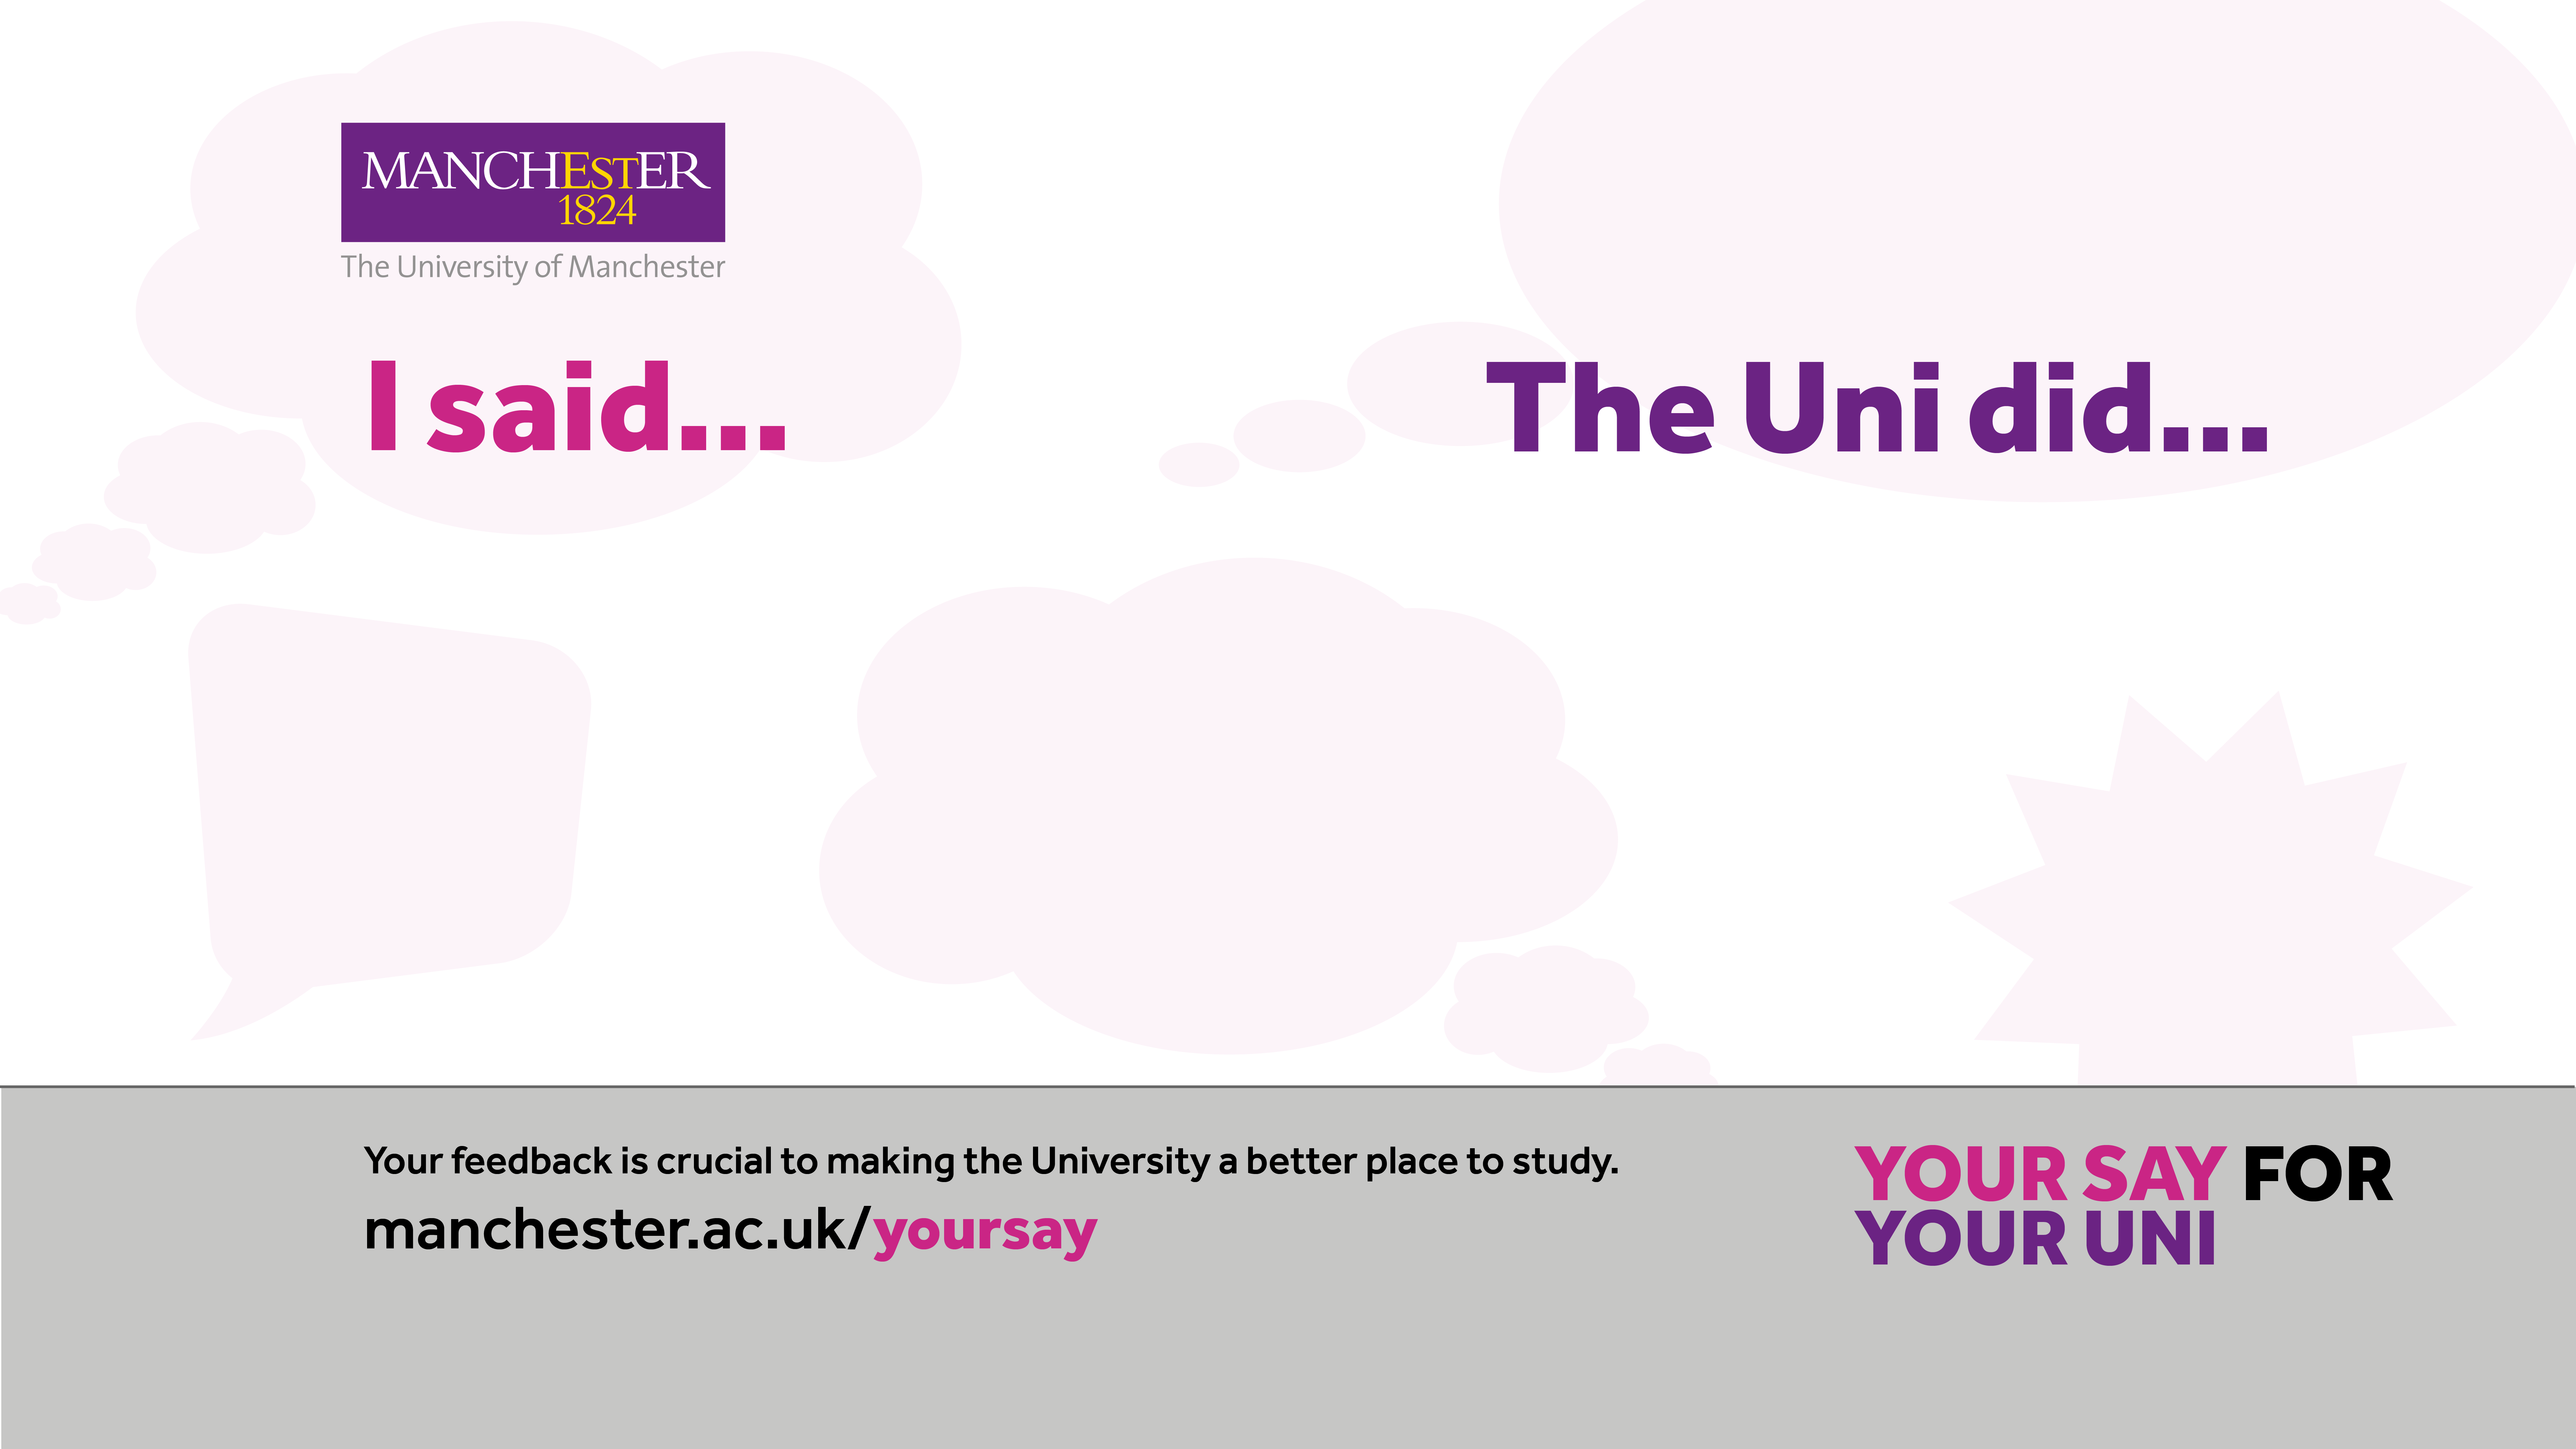 MANCHESTER
1824
The University of Manchester
I said...
The Uni did...
Your feedback is crucial to making the University a better place to study.
manchester.ac.uk/yoursay
YOUR SAY FOR
YOUR UNI